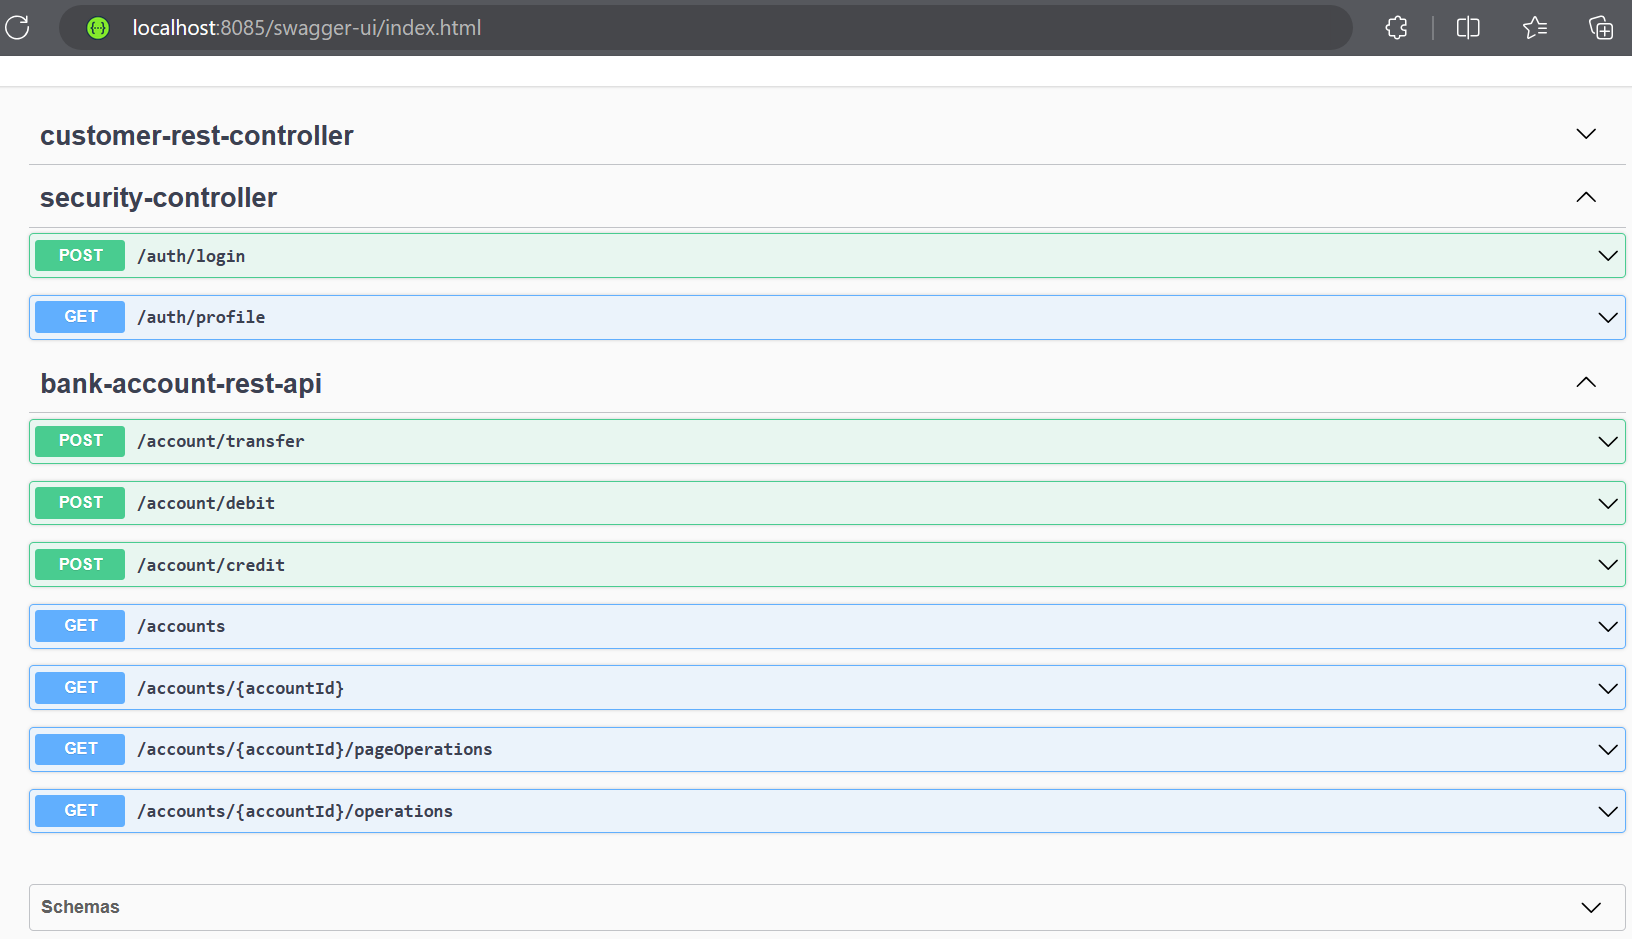 localhost:8085/swagger-ui/index.html
customer-rest-controller
security-controller
POST /auth/login
GET /auth/profile
bank-account-rest-api
POST /account/transfer
POST /account/debit
POST /account/credit
GET /accounts
GET /accounts/{accountId}
GET /accounts/{accountId}/pageOperations
GET /accounts/{accountId}/operations
Schemas